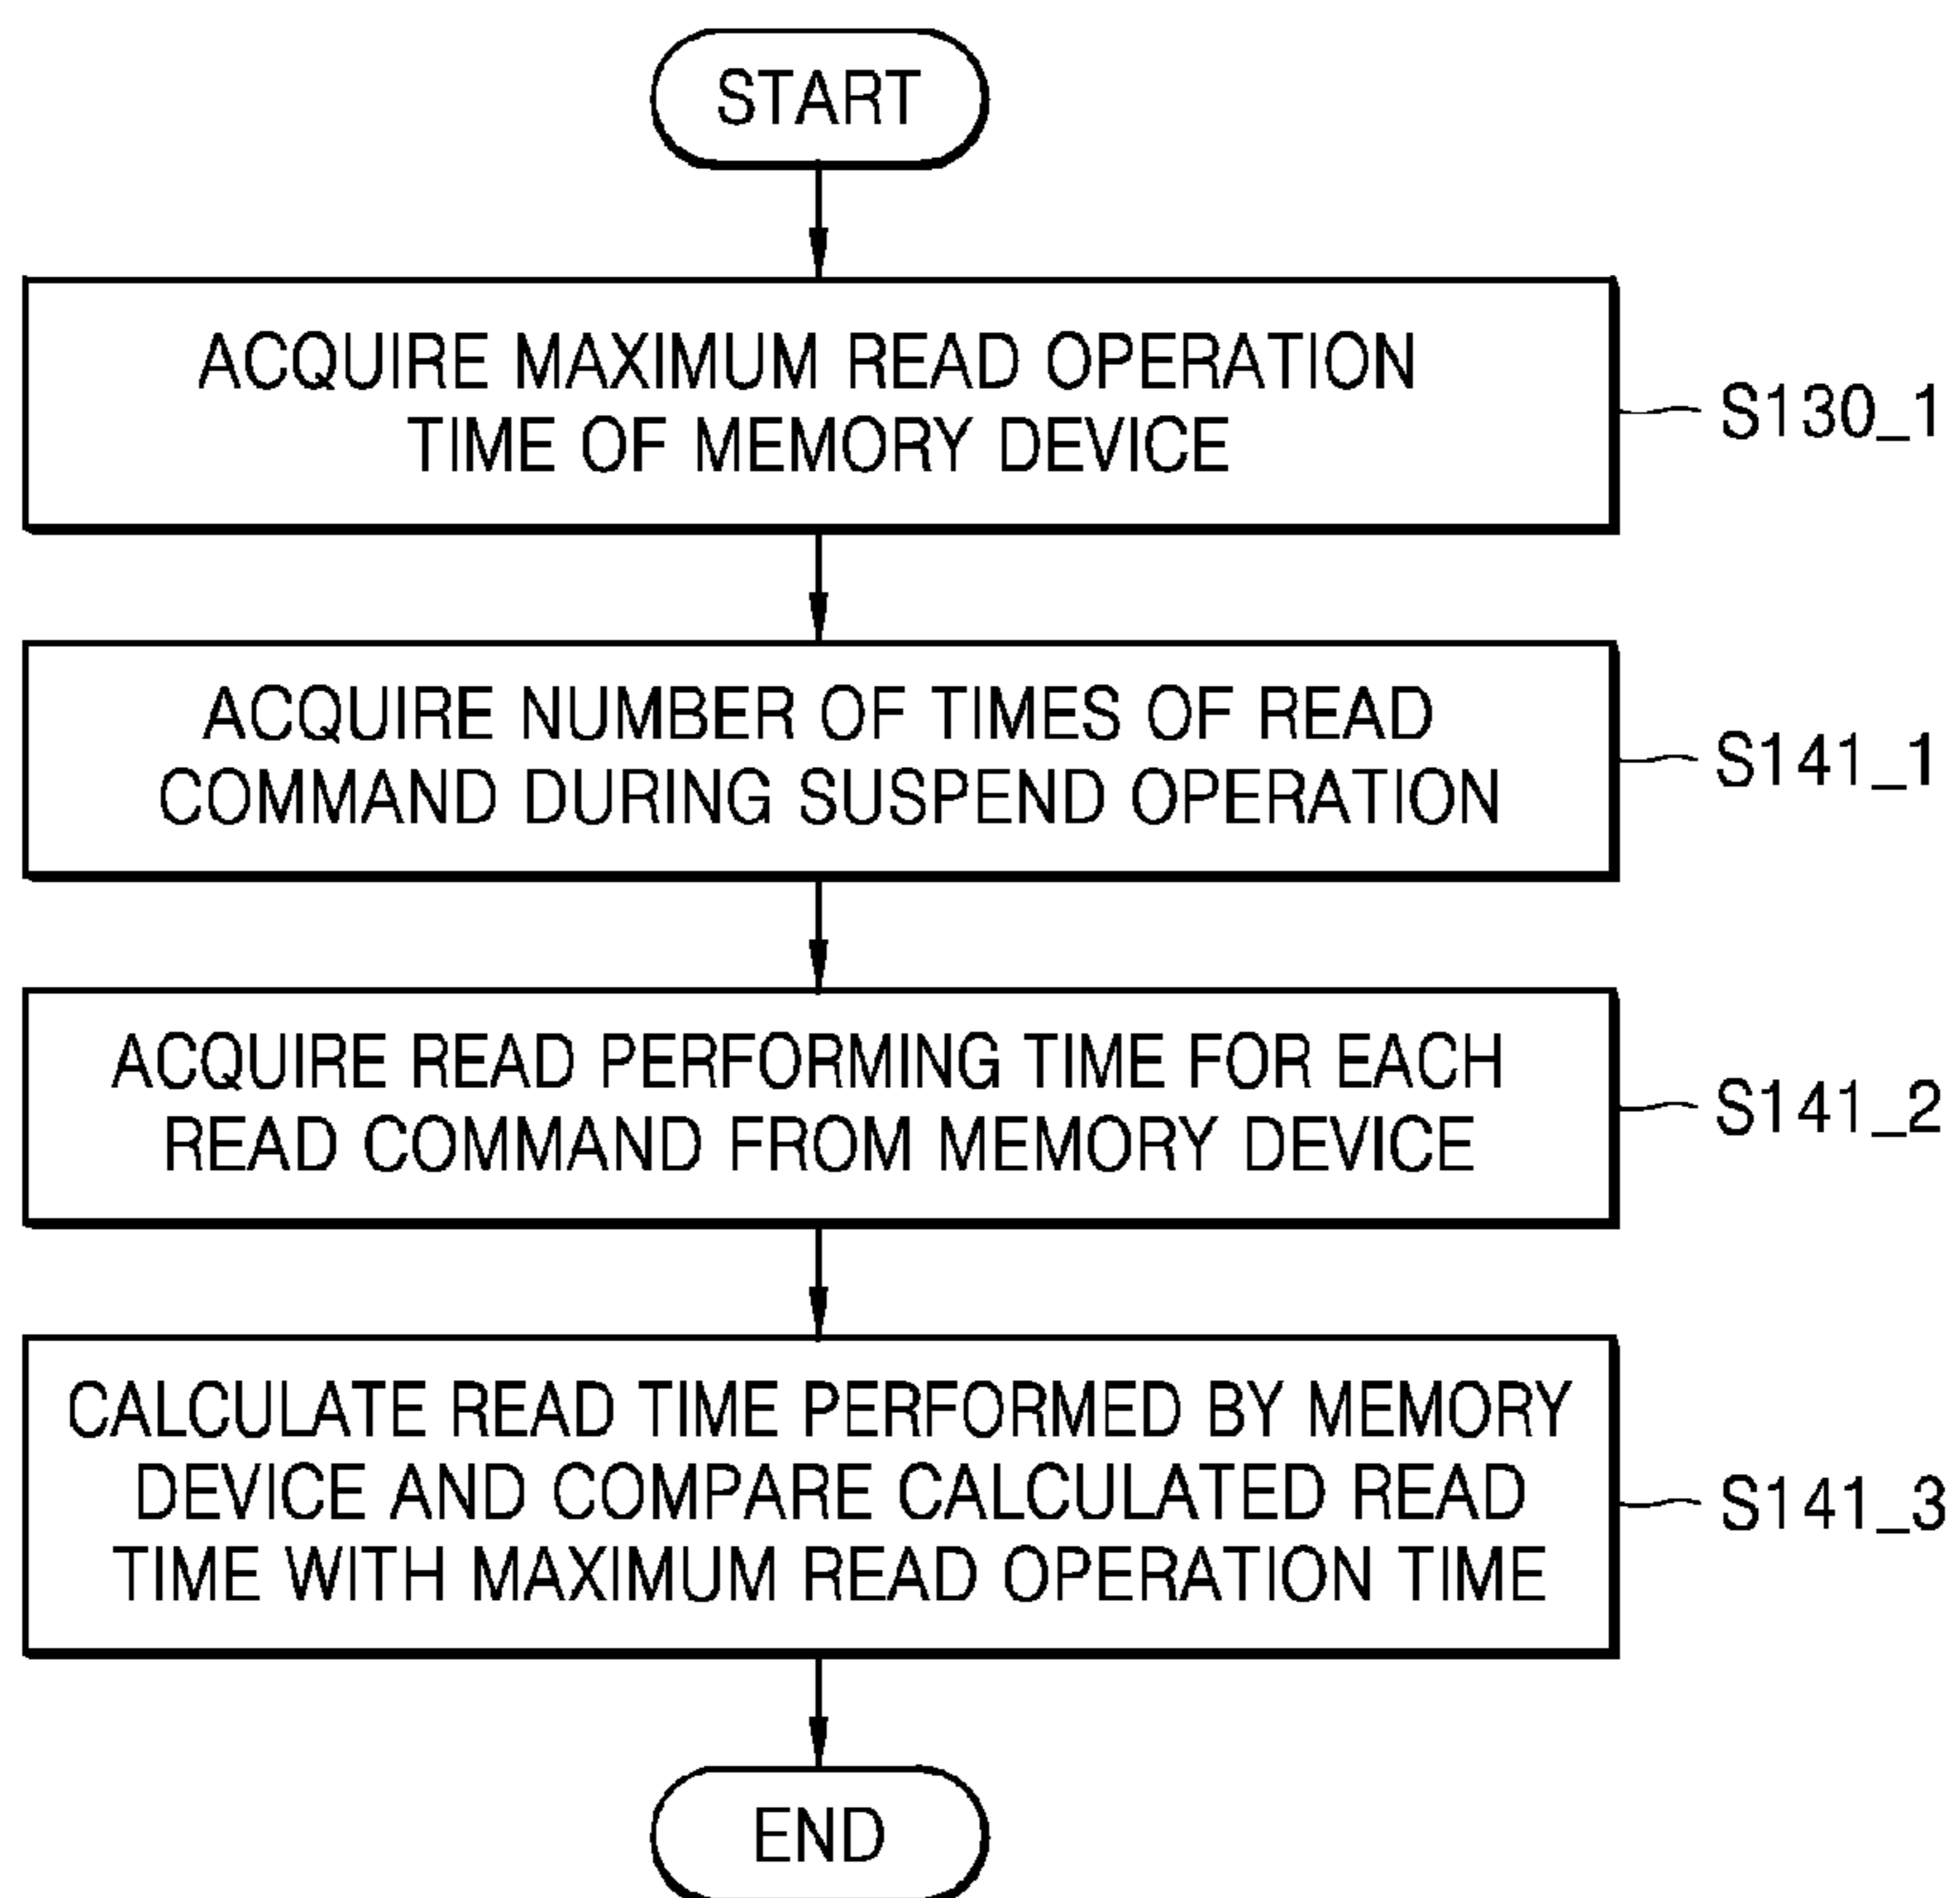 START
ACQUIRE MAXIMUM READ OPERATION
TIME OF MEMORY DEVICE
S130_1
ACQUIRE NUMBER OF TIMES OF READ
COMMAND DURING SUSPEND OPERATION
S141_1
ACQUIRE READ PERFORMING TIME FOR EACH
READ COMMAND FROM MEMORY DEVICE
S141_2
CALCULATE READ TIME PERFORMED BY MEMORY
DEVICE AND COMPARE CALCULATED READ
TIME WITH MAXIMUM READ OPERATION TIME
S141_3
END